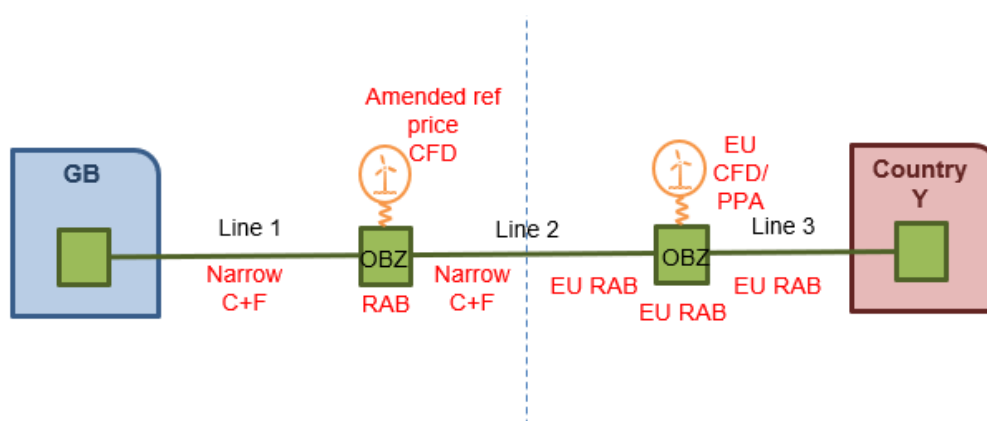 Amended ref
price
CFD
EU
CFD/
PPA
GB
Country
Y
Line 1
Line 2
Line 3
OBZ
OBZ
Narrow
C+F
RAB
Narrow
C+F
EU RAB
EU RAB
EU RAB